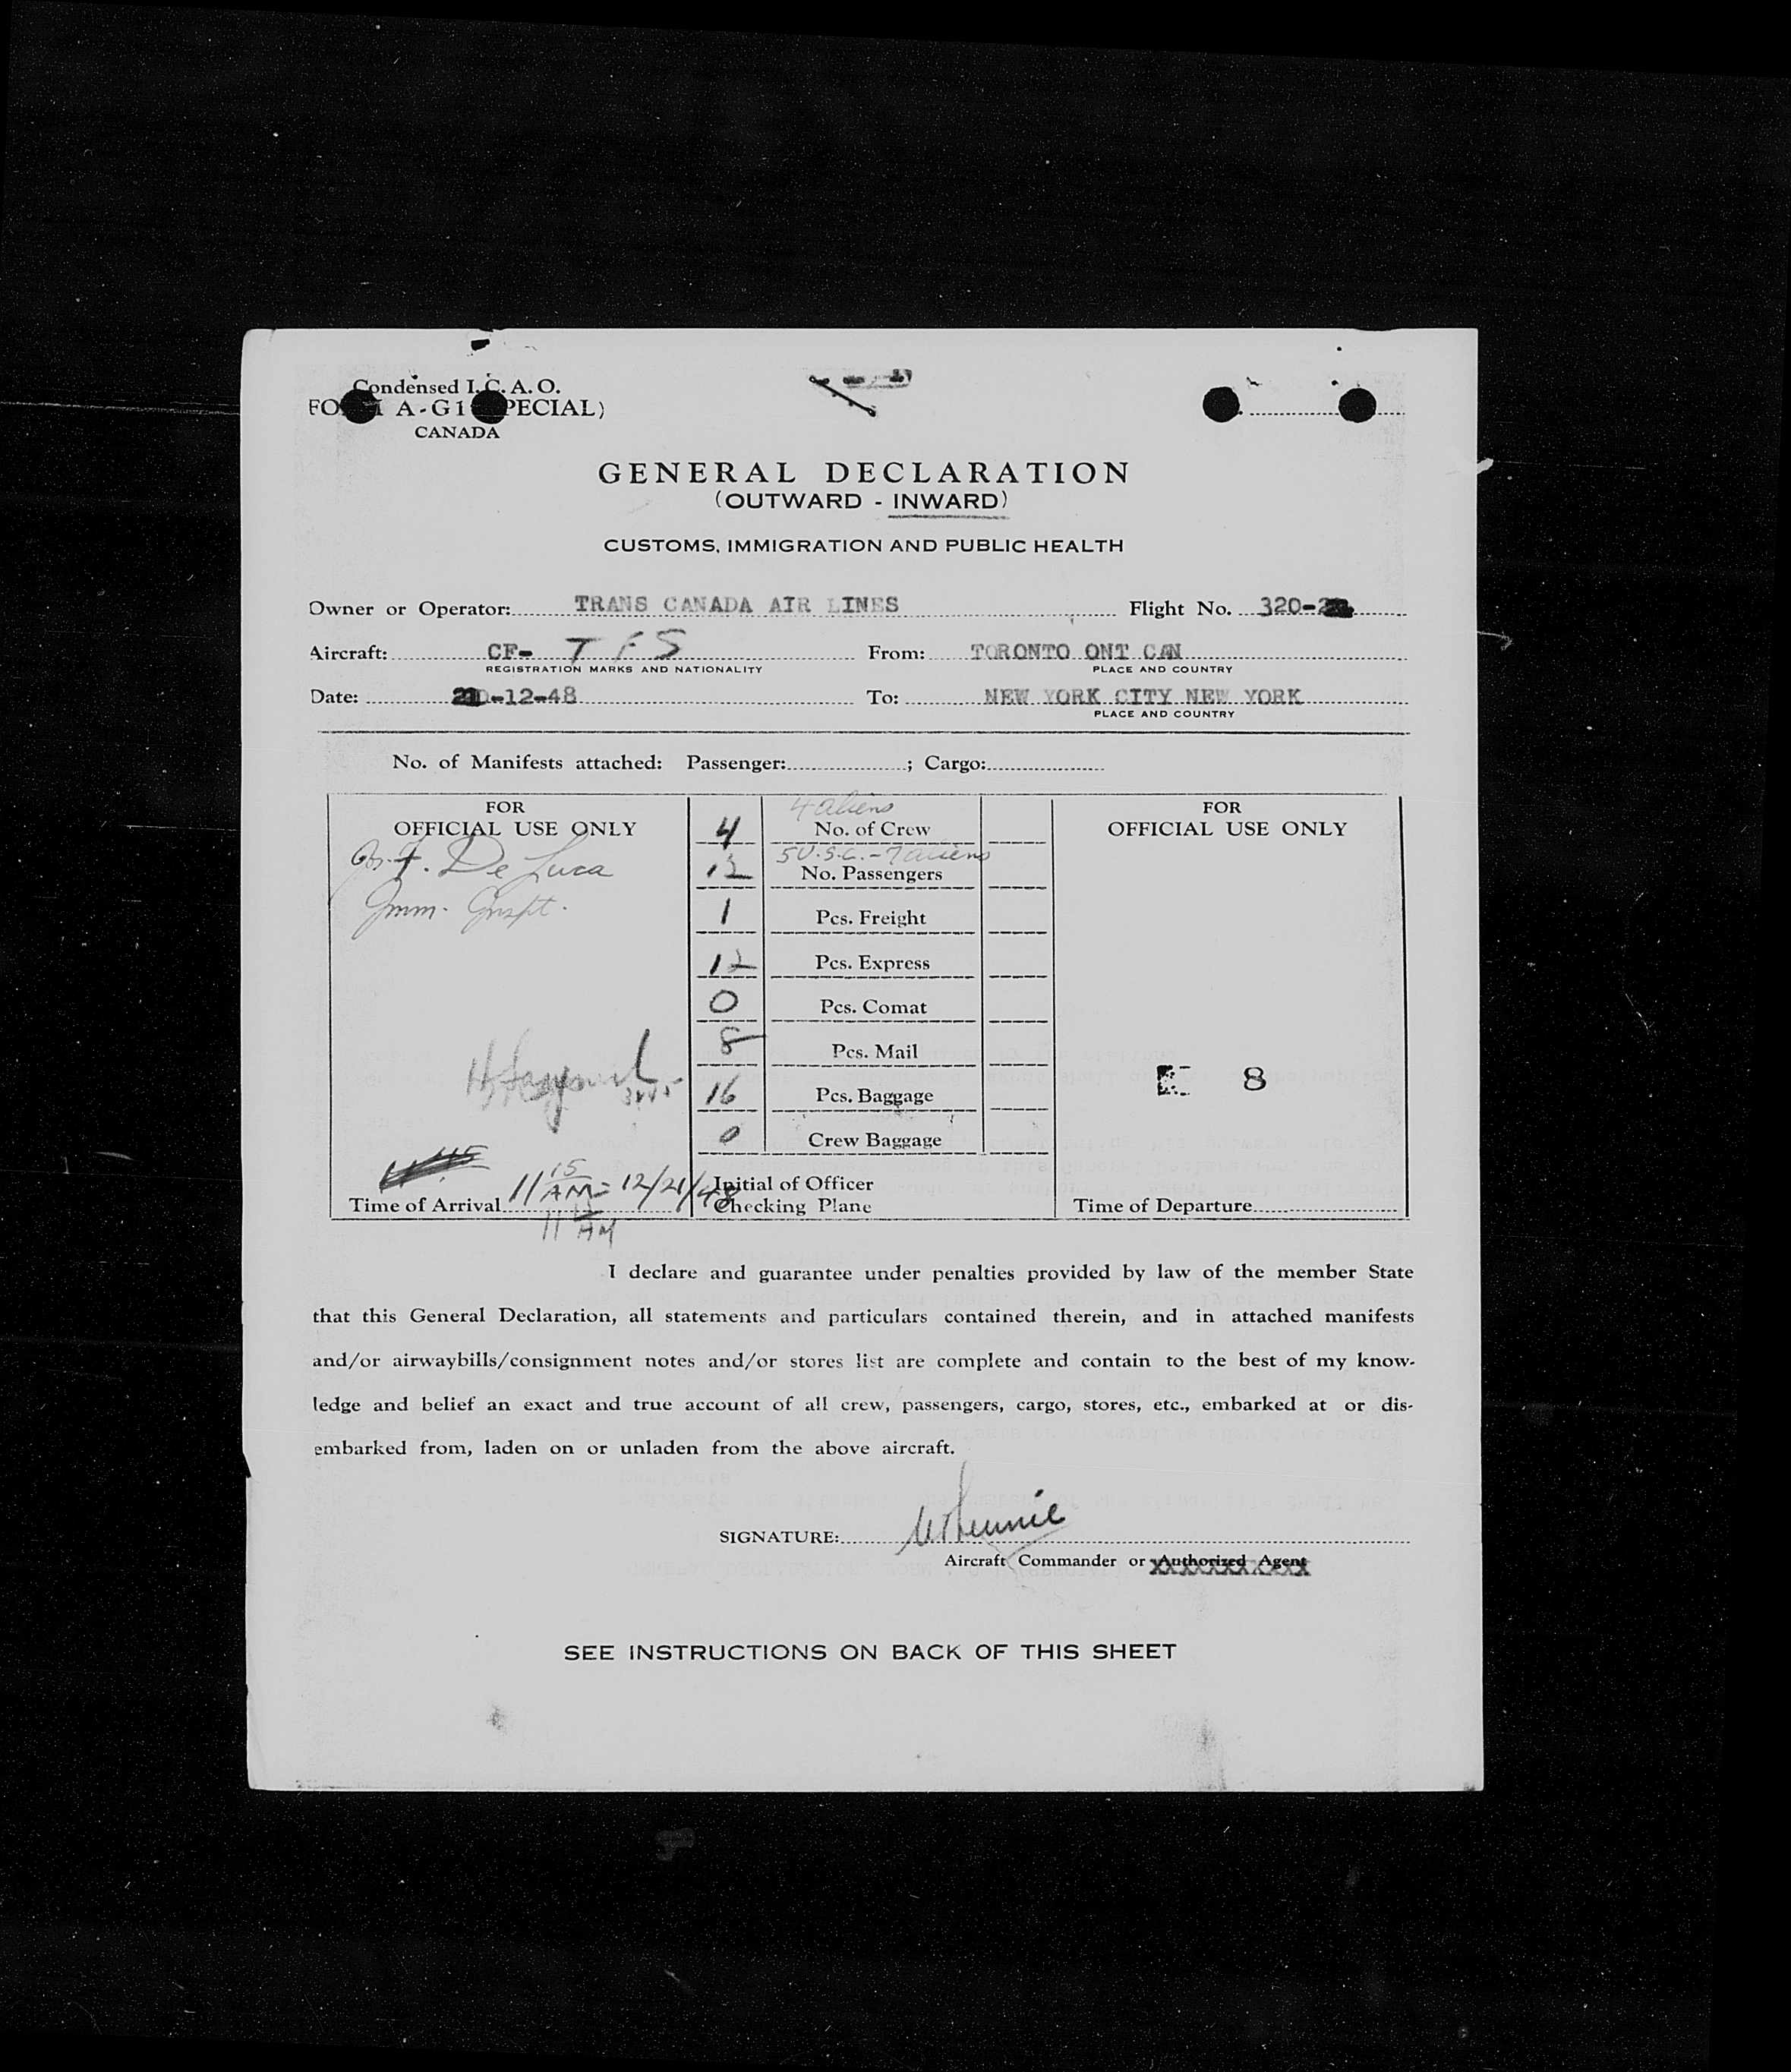 Condensed I.C.A.O.
FORM A-G1 (SPECIAL)
CANADA
GENERAL DECLARATION
(OUTWARD - INWARD)
CUSTOMS, IMMIGRATION AND PUBLIC HEALTH
Owner or Operator: TRANS CANADA AIR LINES Flight No. 320-
Aircraft: CF- T F S From: TORONTO ONT CAN
REGISTRATION MARKS AND NATIONALITY PLACE AND COUNTRY
Date: -12-48 To: NEW YORK CITY NEW YORK
PLACE AND COUNTRY
No. of Manifests attached: Passenger: ; Cargo:
FOR OFFICIAL USE ONLY
De Luca
Imm. Inspt.
4 aliens
4 No. of Crew
5 U.S.C. - 7 aliens
12 No. Passengers
1 Pcs. Freight
12 Pcs. Express
0 Pcs. Comat
8 Pcs. Mail
16 Pcs. Baggage
0 Crew Baggage
Time of Arrival 11 15 AM = 12/21/48
11 15 AM
Initial of Officer
Checking Plane
FOR OFFICIAL USE ONLY
8
Time of Departure
I declare and guarantee under penalties provided by law of the member State
that this General Declaration, all statements and particulars contained therein, and in attached manifests
and/or airwaybills/consignment notes and/or stores list are complete and contain to the best of my know-
ledge and belief an exact and true account of all crew, passengers, cargo, stores, etc., embarked at or dis-
embarked from, laden on or unladen from the above aircraft.
SIGNATURE:
Aircraft Commander or Authorized Agent
SEE INSTRUCTIONS ON BACK OF THIS SHEET